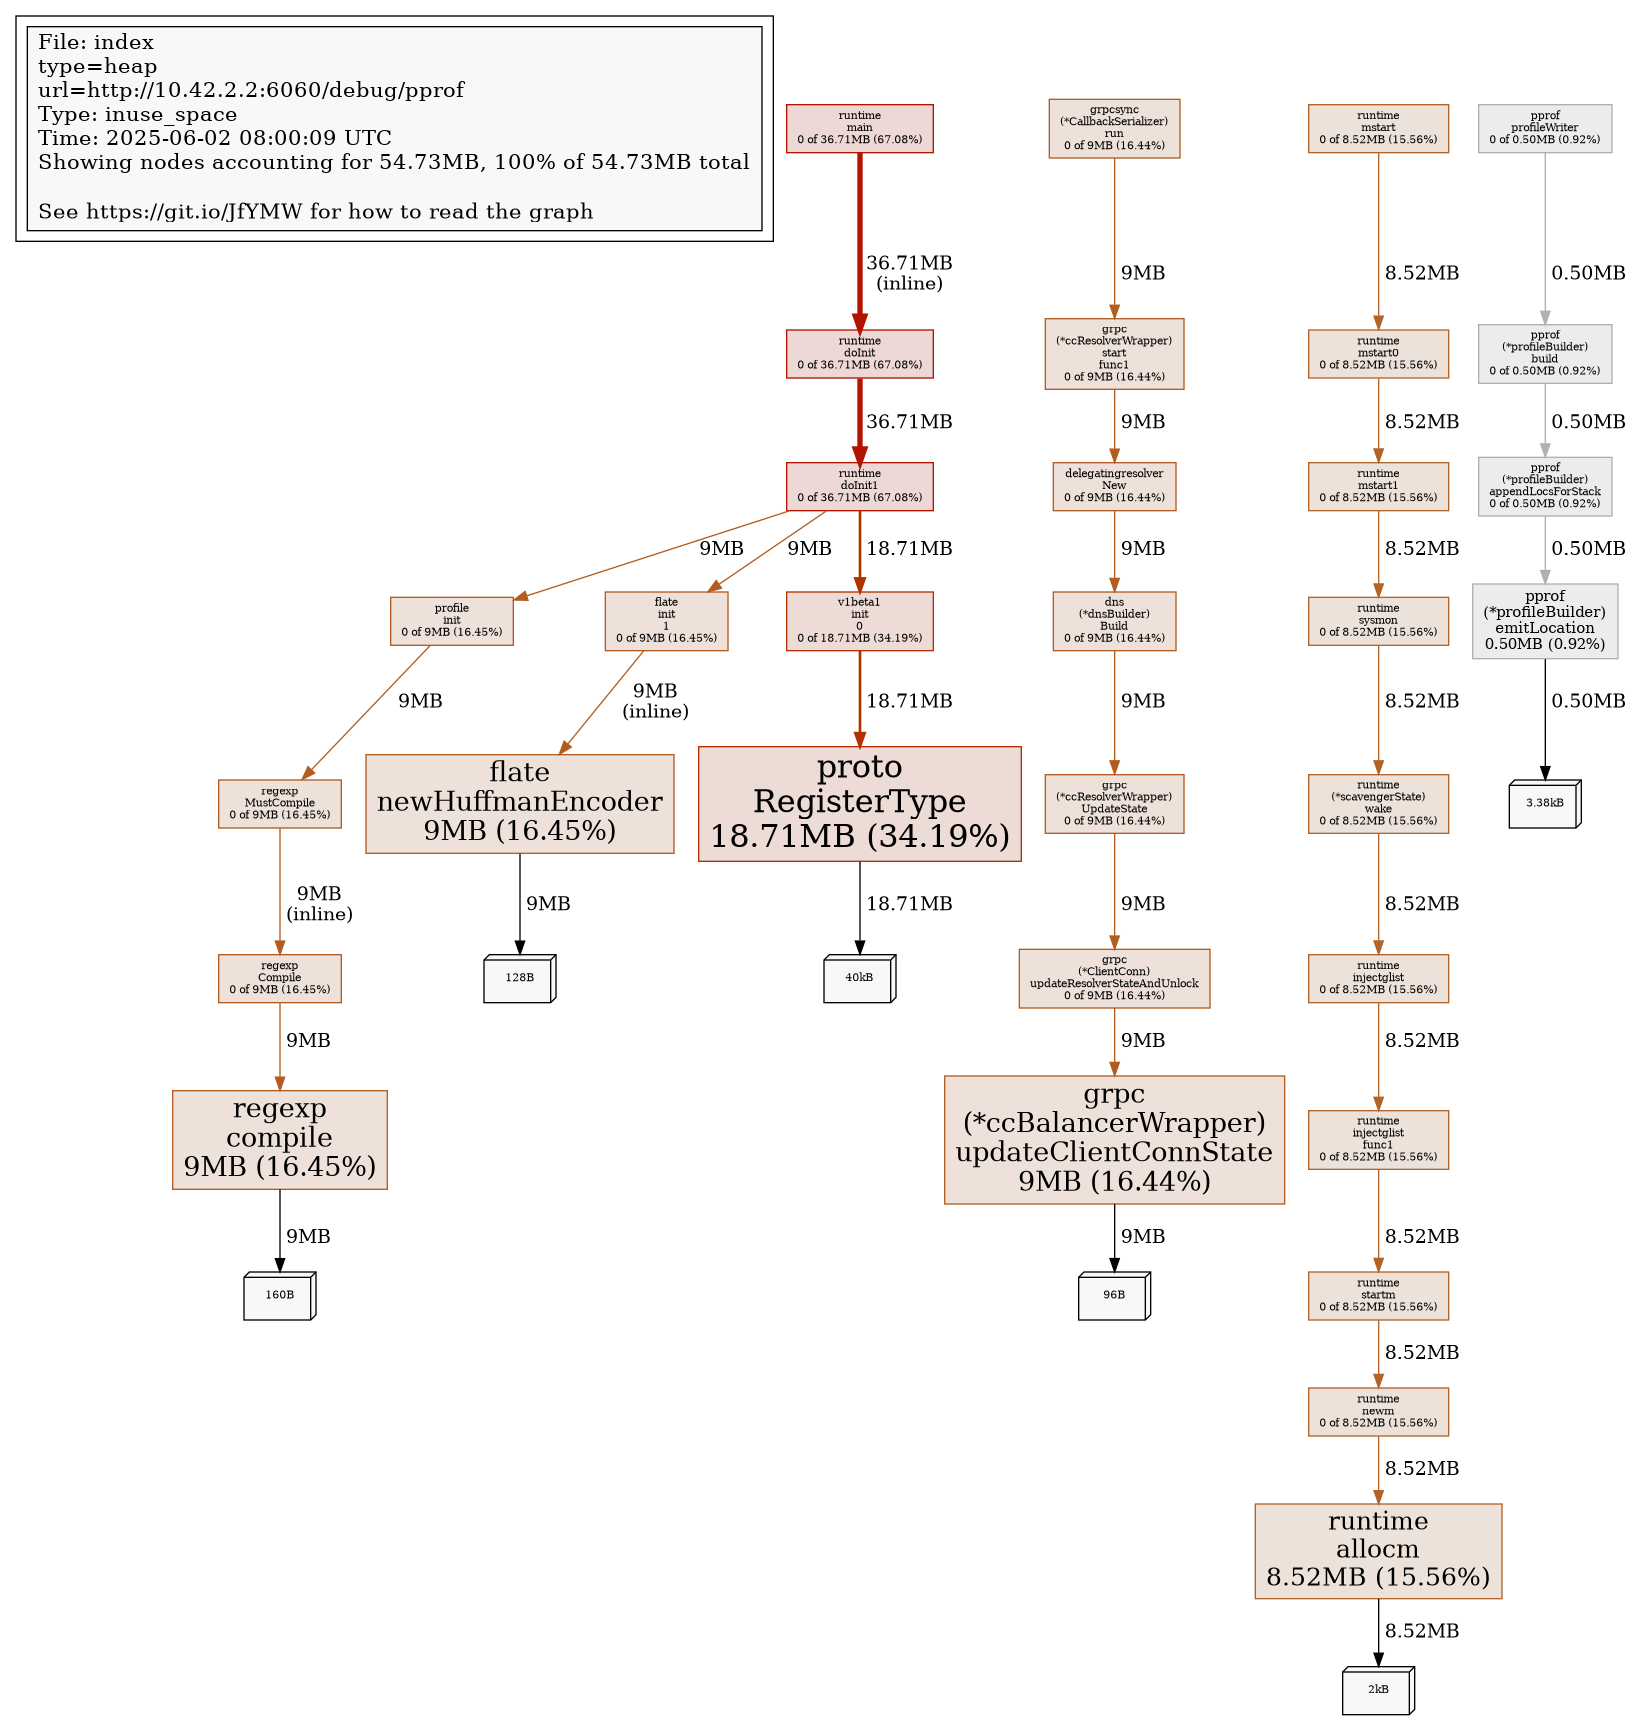 File: index
type=heap
url=http://10.42.2.2:6060/debug/pprof
Type: inuse_space
Time: 2025-06-02 08:00:09 UTC
Showing nodes accounting for 54.73MB, 100% of 54.73MB total
See https://git.io/JfYMW for how to read the graph
runtime
main
0 of 36.71MB (67.08%)
36.71MB
(inline)
runtime
doInit
0 of 36.71MB (67.08%)
36.71MB
runtime
doInit1
0 of 36.71MB (67.08%)
9MB
9MB
18.71MB
profile
init
0 of 9MB (16.45%)
9MB
regexp
MustCompile
0 of 9MB (16.45%)
9MB
(inline)
regexp
Compile
0 of 9MB (16.45%)
9MB
regexp
compile
9MB (16.45%)
9MB
160B
flate
init
1
0 of 9MB (16.45%)
9MB
(inline)
flate
newHuffmanEncoder
9MB (16.45%)
9MB
128B
v1beta1
init
0
0 of 18.71MB (34.19%)
18.71MB
proto
RegisterType
18.71MB (34.19%)
18.71MB
40kB
grpcsync
(*CallbackSerializer)
run
0 of 9MB (16.44%)
9MB
grpc
(*ccResolverWrapper)
start
func1
0 of 9MB (16.44%)
9MB
delegatingresolver
New
0 of 9MB (16.44%)
9MB
dns
(*dnsBuilder)
Build
0 of 9MB (16.44%)
9MB
grpc
(*ccResolverWrapper)
UpdateState
0 of 9MB (16.44%)
9MB
grpc
(*ClientConn)
updateResolverStateAndUnlock
0 of 9MB (16.44%)
9MB
grpc
(*ccBalancerWrapper)
updateClientConnState
9MB (16.44%)
9MB
96B
runtime
mstart
0 of 8.52MB (15.56%)
8.52MB
runtime
mstart0
0 of 8.52MB (15.56%)
8.52MB
runtime
mstart1
0 of 8.52MB (15.56%)
8.52MB
runtime
sysmon
0 of 8.52MB (15.56%)
8.52MB
runtime
(*scavengerState)
wake
0 of 8.52MB (15.56%)
8.52MB
runtime
injectglist
0 of 8.52MB (15.56%)
8.52MB
runtime
injectglist
func1
0 of 8.52MB (15.56%)
8.52MB
runtime
startm
0 of 8.52MB (15.56%)
8.52MB
runtime
newm
0 of 8.52MB (15.56%)
8.52MB
runtime
allocm
8.52MB (15.56%)
8.52MB
2kB
pprof
profileWriter
0 of 0.50MB (0.92%)
0.50MB
pprof
(*profileBuilder)
build
0 of 0.50MB (0.92%)
0.50MB
pprof
(*profileBuilder)
appendLocsForStack
0 of 0.50MB (0.92%)
0.50MB
pprof
(*profileBuilder)
emitLocation
0.50MB (0.92%)
0.50MB
3.38kB